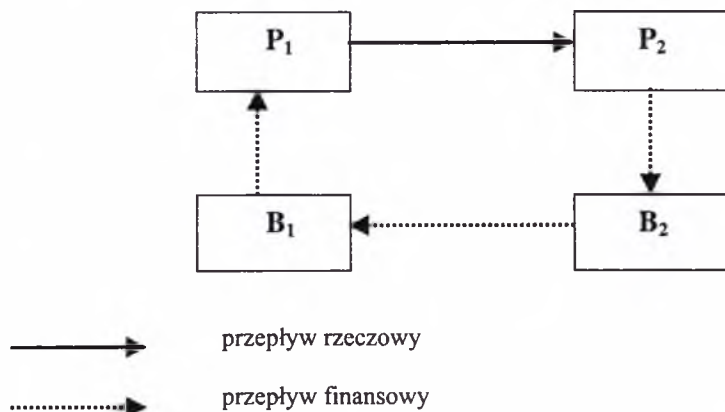 P₁ P₂
B₁ B₂
przepływ rzeczowy
przepływ finansowy